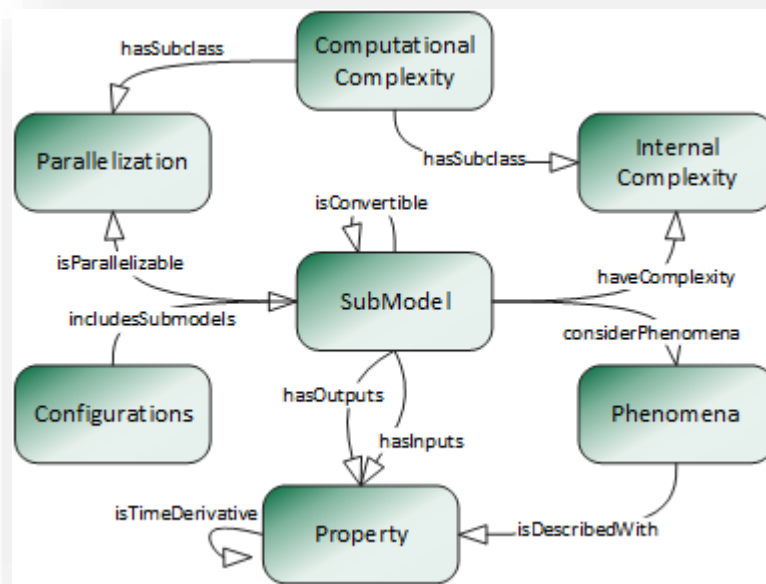 hasSubclass
Computational
Complexity
Parallelization
hasSubclass
Internal
Complexity
isConvertible
isParallelizable
SubModel
haveComplexity
includesSubmodels
considerPhenomena
Configurations
hasOutputs
hasInputs
Phenomena
isTimeDerivative
Property
isDescribedWith